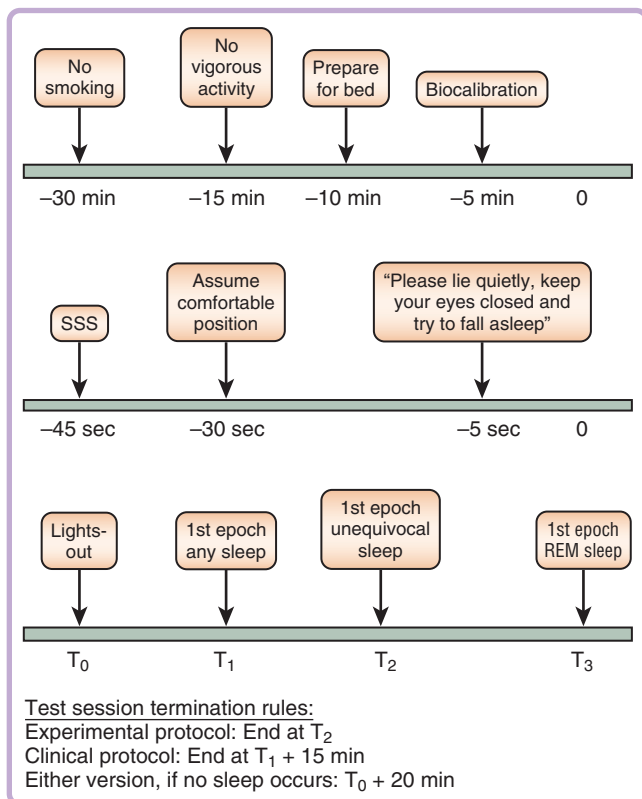 No
smoking
No
vigorous
activity
Prepare
for bed
Biocalibration
–30 min
–15 min
–10 min
–5 min
0
SSS
Assume
comfortable
position
“Please lie quietly, keep
your eyes closed and
try to fall asleep”
–45 sec
–30 sec
–5 sec
0
Lights-
out
1st epoch
any sleep
1st epoch
unequivocal
sleep
1st epoch
REM sleep
T₀
T₁
T₂
T₃
Test session termination rules:
Experimental protocol: End at T₂
Clinical protocol: End at T₁ + 15 min
Either version, if no sleep occurs: T₀ + 20 min